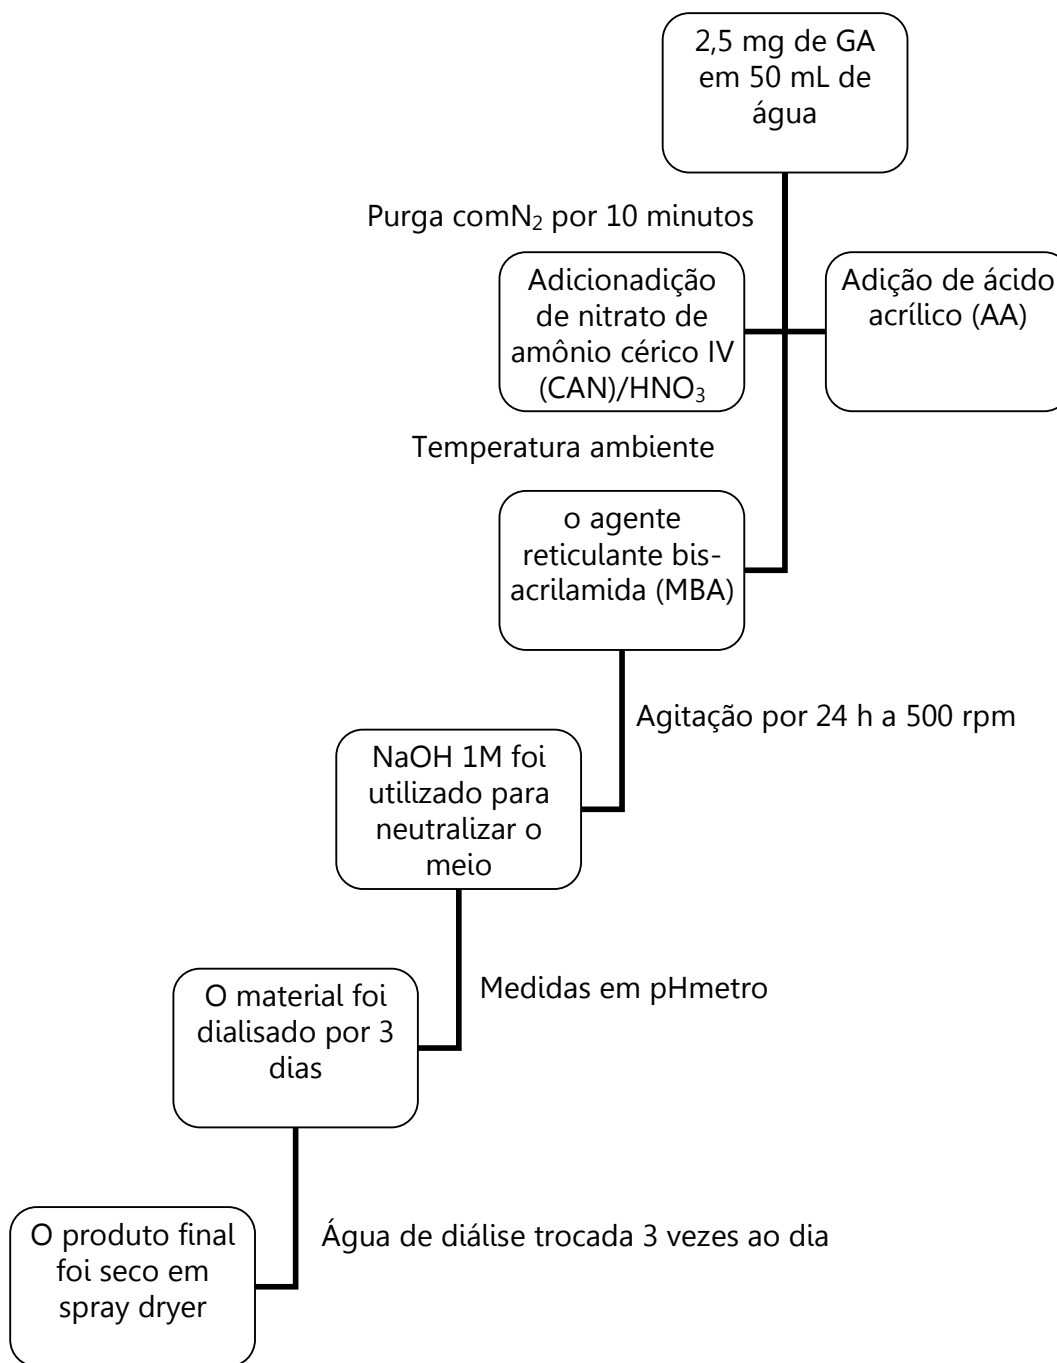 2,5 mg de GA
em 50 mL de
água
Purga comN₂ por 10 minutos
Adicionadição
de nitrato de
amônio cérico IV
(CAN)/HNO₃
Adição de ácido
acrílico (AA)
Temperatura ambiente
o agente
reticulante bis-
acrilamida (MBA)
Agitação por 24 h a 500 rpm
NaOH 1M foi
utilizado para
neutralizar o
meio
Medidas em pHmetro
O material foi
dialisado por 3
dias
Água de diálise trocada 3 vezes ao dia
O produto final
foi seco em
spray dryer